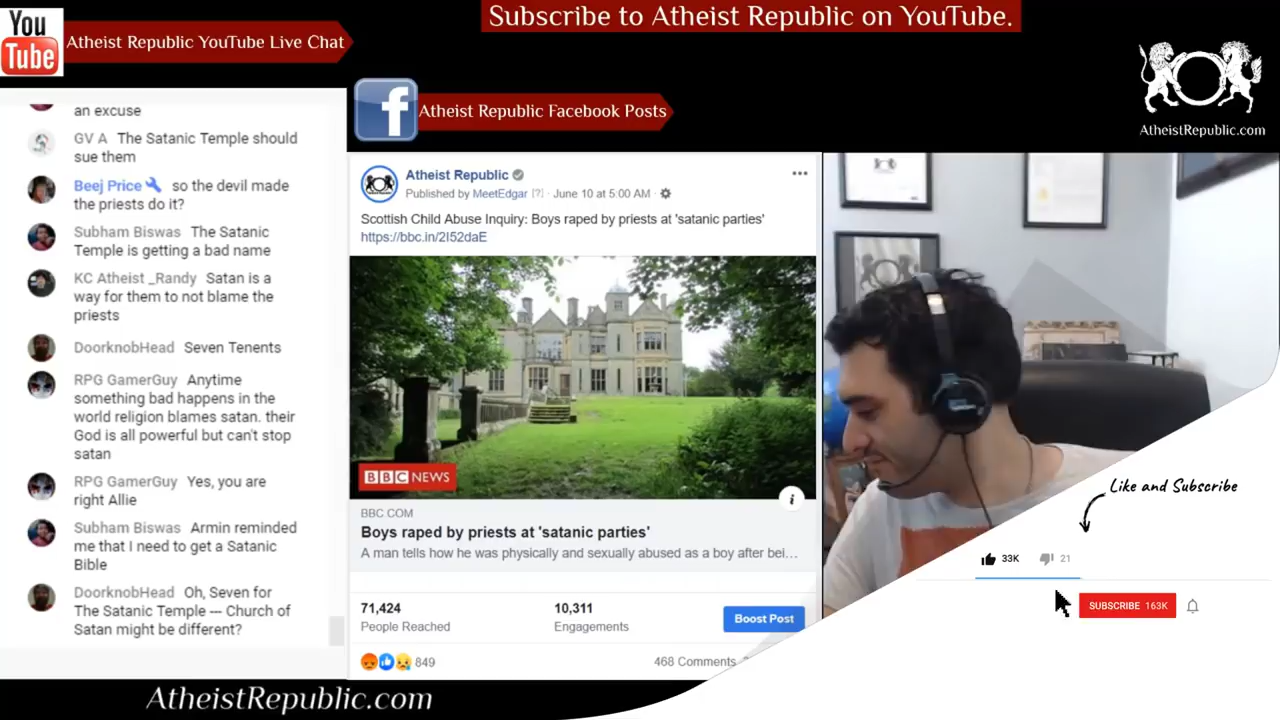 Subscribe to Atheist Republic on YouTube.
You
Tube
Atheist Republic YouTube Live Chat
Atheist Republic Facebook Posts
AtheistRepublic.com
an excuse
GV A The Satanic Temple should
sue them
Beej Price so the devil made
the priests do it?
Subham Biswas The Satanic
Temple is getting a bad name
KC Atheist _Randy Satan is a
way for them to not blame the
priests
DoorknobHead Seven Tenents
RPG GamerGuy Anytime
something bad happens in the
world religion blames satan. their
God is all powerful but can't stop
satan
RPG GamerGuy Yes, you are
right Allie
Subham Biswas Armin reminded
me that I need to get a Satanic
Bible
DoorknobHead Oh, Seven for
The Satanic Temple --- Church of
Satan might be different?
Atheist Republic
Published by MeetEdgar [?] · June 10 at 5:00 AM ·
Scottish Child Abuse Inquiry: Boys raped by priests at 'satanic parties'
https://bbc.in/2I52daE
BBC NEWS
i
BBC.COM
Boys raped by priests at 'satanic parties'
A man tells how he was physically and sexually abused as a boy after bei...
71,424
People Reached
10,311
Engagements
Boost Post
849
468 Comments
Like and Subscribe
33K
21
SUBSCRIBE 163K
AtheistRepublic.com